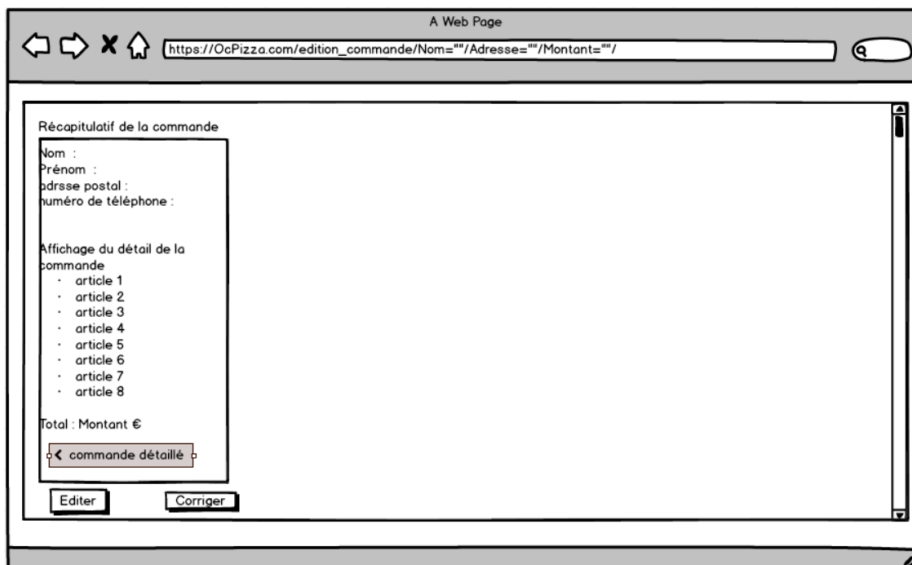 A Web Page
https://OcPizza.com/edition_commande/Nom=""/Adresse=""/Montant=""/
Récapitulatif de la commande
Nom :
Prénom :
adrsse postal :
numéro de téléphone :
Affichage du détail de la
commande
· article 1
· article 2
· article 3
· article 4
· article 5
· article 6
· article 7
· article 8
Total : Montant €
commande détaillé
Editer
Corriger